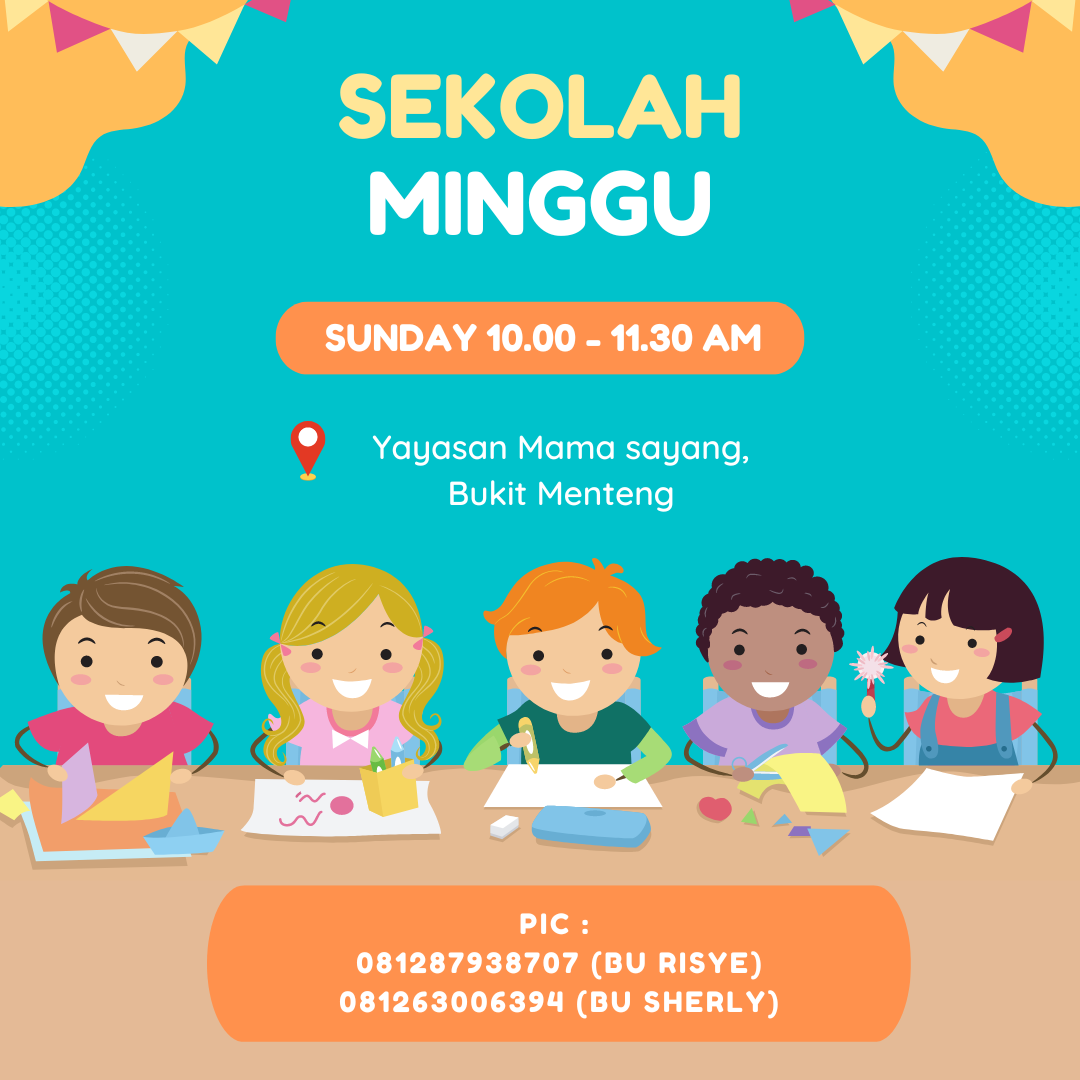 SEKOLAH
MINGGU
SUNDAY 10.00 - 11.30 AM
Yayasan Mama sayang,
Bukit Menteng
PIC :
081287938707 (BU RISYE)
081263006394 (BU SHERLY)